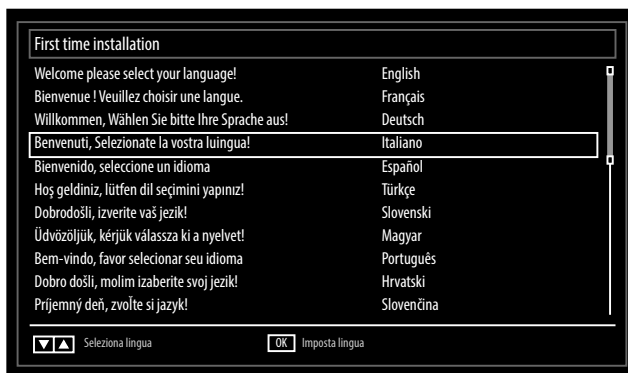 First time installation
Welcome please select your language! English
Bienvenue ! Veuillez choisir une langue. Français
Willkommen, Wählen Sie bitte Ihre Sprache aus! Deutsch
Benvenuti, Selezionate la vostra luingua! Italiano
Bienvenido, seleccione un idioma Español
Hoş geldiniz, lütfen dil seçimini yapınız! Türkçe
Dobrodošli, izverite vaš jezik! Slovenski
Üdvözöljük, kérjük válassza ki a nyelvet! Magyar
Bem-vindo, favor selecionar seu idioma Português
Dobro došli, molim izaberite svoj jezik! Hrvatski
Príjemný deň, zvoľte si jazyk! Slovenčina
Seleziona lingua OK Imposta lingua